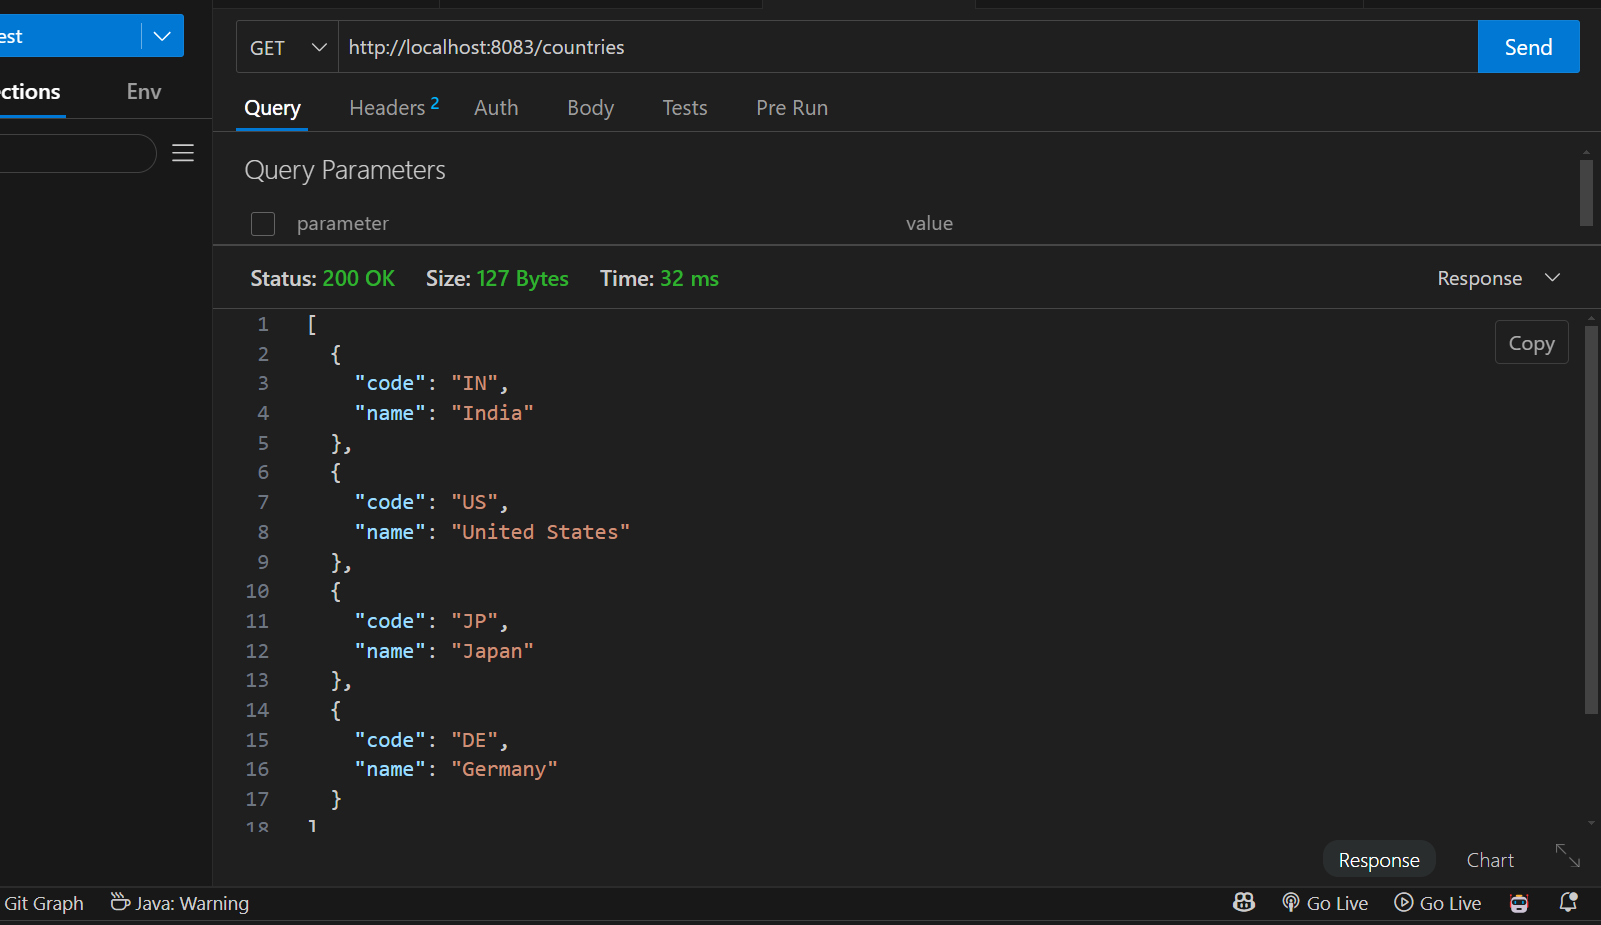 est
GET http://localhost:8083/countries Send
ctions Env
Query Headers 2 Auth Body Tests Pre Run
Query Parameters
parameter value
Status: 200 OK Size: 127 Bytes Time: 32 ms Response
Copy
1 [
2 {
3 "code": "IN",
4 "name": "India"
5 },
6 {
7 "code": "US",
8 "name": "United States"
9 },
10 {
11 "code": "JP",
12 "name": "Japan"
13 },
14 {
15 "code": "DE",
16 "name": "Germany"
17 }
18 ]
Response Chart
Git Graph Java: Warning Go Live Go Live